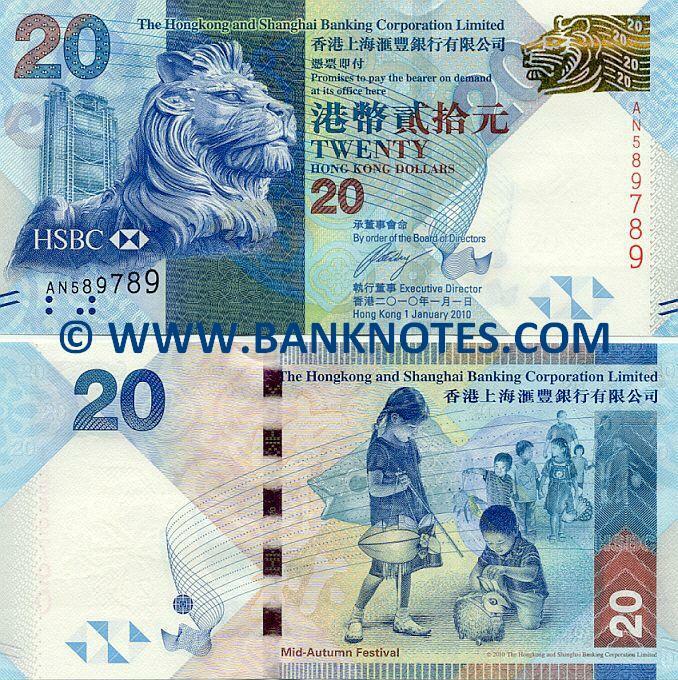 20
The Hongkong and Shanghai Banking Corporation Limited
香港上海滙豐銀行有限公司
憑票即付
Promises to pay the bearer on demand
at its office here
港幣貳拾元
TWENTY
HONG KONG DOLLARS
20
承董事會命
By order of the Board of Directors
執行董事 Executive Director
香港二〇一〇年一月一日
Hong Kong 1 January 2010
HSBC
AN589789
20
20
20
20
AN589789
© WWW.BANKNOTES.COM
20
The Hongkong and Shanghai Banking Corporation Limited
香港上海滙豐銀行有限公司
20
Mid-Autumn Festival
© 2010 The Hongkong and Shanghai Banking Corporation Limited